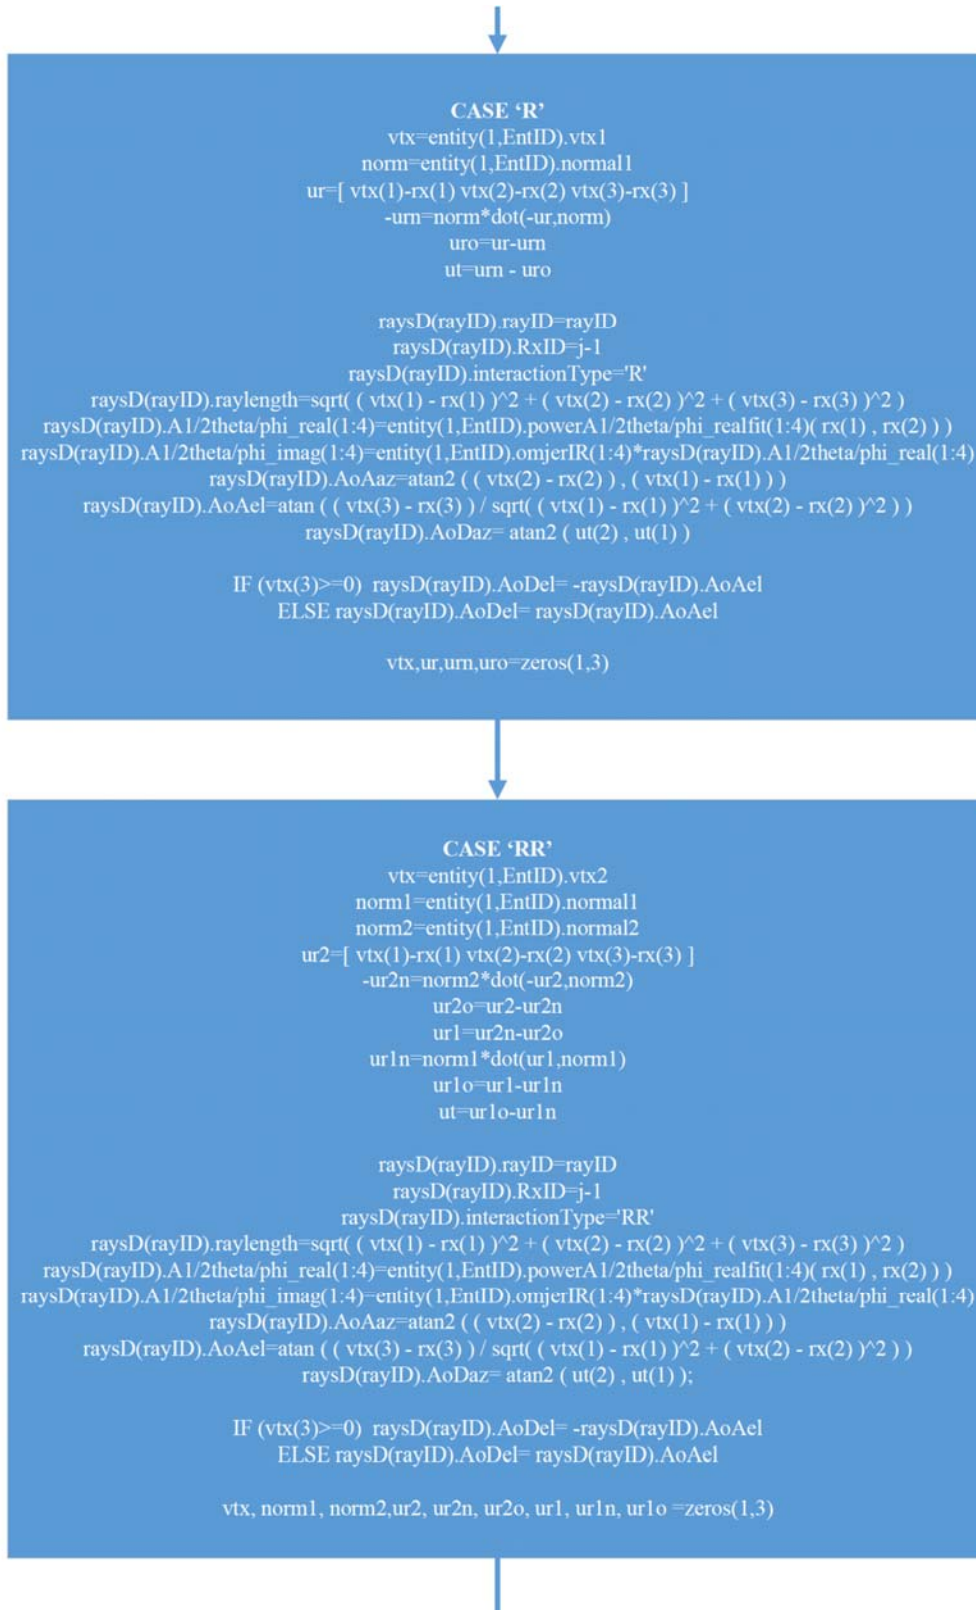 CASE ‘R’
vtx=entity(1,EntID).vtx1
norm=entity(1,EntID).normal1
ur=[ vtx(1)-rx(1) vtx(2)-rx(2) vtx(3)-rx(3) ]
-urn=norm*dot(-ur,norm)
uro=ur-urn
ut=urn - uro
raysD(rayID).rayID=rayID
raysD(rayID).RxID=j-1
raysD(rayID).interactionType='R'
raysD(rayID).raylength=sqrt( ( vtx(1) - rx(1) )^2 + ( vtx(2) - rx(2) )^2 + ( vtx(3) - rx(3) )^2 )
raysD(rayID).A1/2theta/phi_real(1:4)=entity(1,EntID).powerA1/2theta/phi_realfit(1:4)( rx(1) , rx(2) ) )
raysD(rayID).A1/2theta/phi_imag(1:4)=entity(1,EntID).omjerIR(1:4)*raysD(rayID).A1/2theta/phi_real(1:4)
raysD(rayID).AoAaz=atan2 ( ( vtx(2) - rx(2) ) , ( vtx(1) - rx(1) ) )
raysD(rayID).AoAel=atan ( ( vtx(3) - rx(3) ) / sqrt( ( vtx(1) - rx(1) )^2 + ( vtx(2) - rx(2) )^2 ) )
raysD(rayID).AoDaz= atan2 ( ut(2) , ut(1) )
IF (vtx(3)>=0) raysD(rayID).AoDel= -raysD(rayID).AoAel
ELSE raysD(rayID).AoDel= raysD(rayID).AoAel
vtx,ur,urn,uro=zeros(1,3)
CASE ‘RR’
vtx=entity(1,EntID).vtx2
norm1=entity(1,EntID).normal1
norm2=entity(1,EntID).normal2
ur2=[ vtx(1)-rx(1) vtx(2)-rx(2) vtx(3)-rx(3) ]
-ur2n=norm2*dot(-ur2,norm2)
ur2o=ur2-ur2n
ur1=ur2n-ur2o
ur1n=norm1*dot(ur1,norm1)
ur1o=ur1-ur1n
ut=ur1o-ur1n
raysD(rayID).rayID=rayID
raysD(rayID).RxID=j-1
raysD(rayID).interactionType='RR'
raysD(rayID).raylength=sqrt( ( vtx(1) - rx(1) )^2 + ( vtx(2) - rx(2) )^2 + ( vtx(3) - rx(3) )^2 )
raysD(rayID).A1/2theta/phi_real(1:4)=entity(1,EntID).powerA1/2theta/phi_realfit(1:4)( rx(1) , rx(2) ) )
raysD(rayID).A1/2theta/phi_imag(1:4)=entity(1,EntID).omjerIR(1:4)*raysD(rayID).A1/2theta/phi_real(1:4)
raysD(rayID).AoAaz=atan2 ( ( vtx(2) - rx(2) ) , ( vtx(1) - rx(1) ) )
raysD(rayID).AoAel=atan ( ( vtx(3) - rx(3) ) / sqrt( ( vtx(1) - rx(1) )^2 + ( vtx(2) - rx(2) )^2 ) )
raysD(rayID).AoDaz= atan2 ( ut(2) , ut(1) );
IF (vtx(3)>=0) raysD(rayID).AoDel= -raysD(rayID).AoAel
ELSE raysD(rayID).AoDel= raysD(rayID).AoAel
vtx, norm1, norm2,ur2, ur2n, ur2o, ur1, ur1n, ur1o =zeros(1,3)